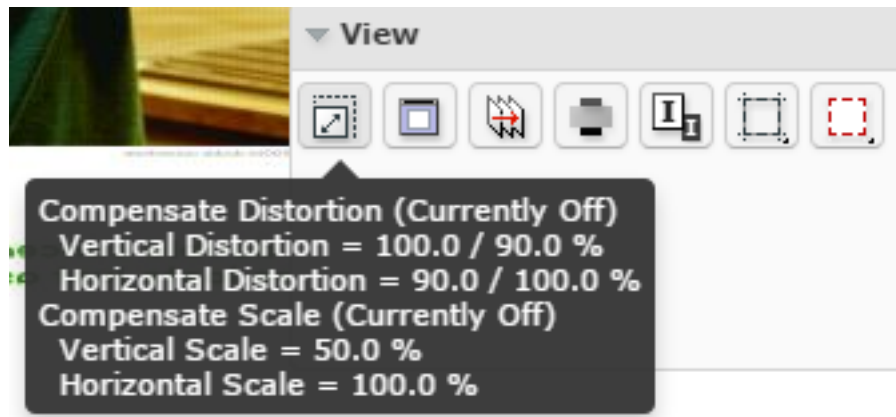 View
Compensate Distortion (Currently Off)
Vertical Distortion = 100.0 / 90.0 %
Horizontal Distortion = 90.0 / 100.0 %
Compensate Scale (Currently Off)
Vertical Scale = 50.0 %
Horizontal Scale = 100.0 %